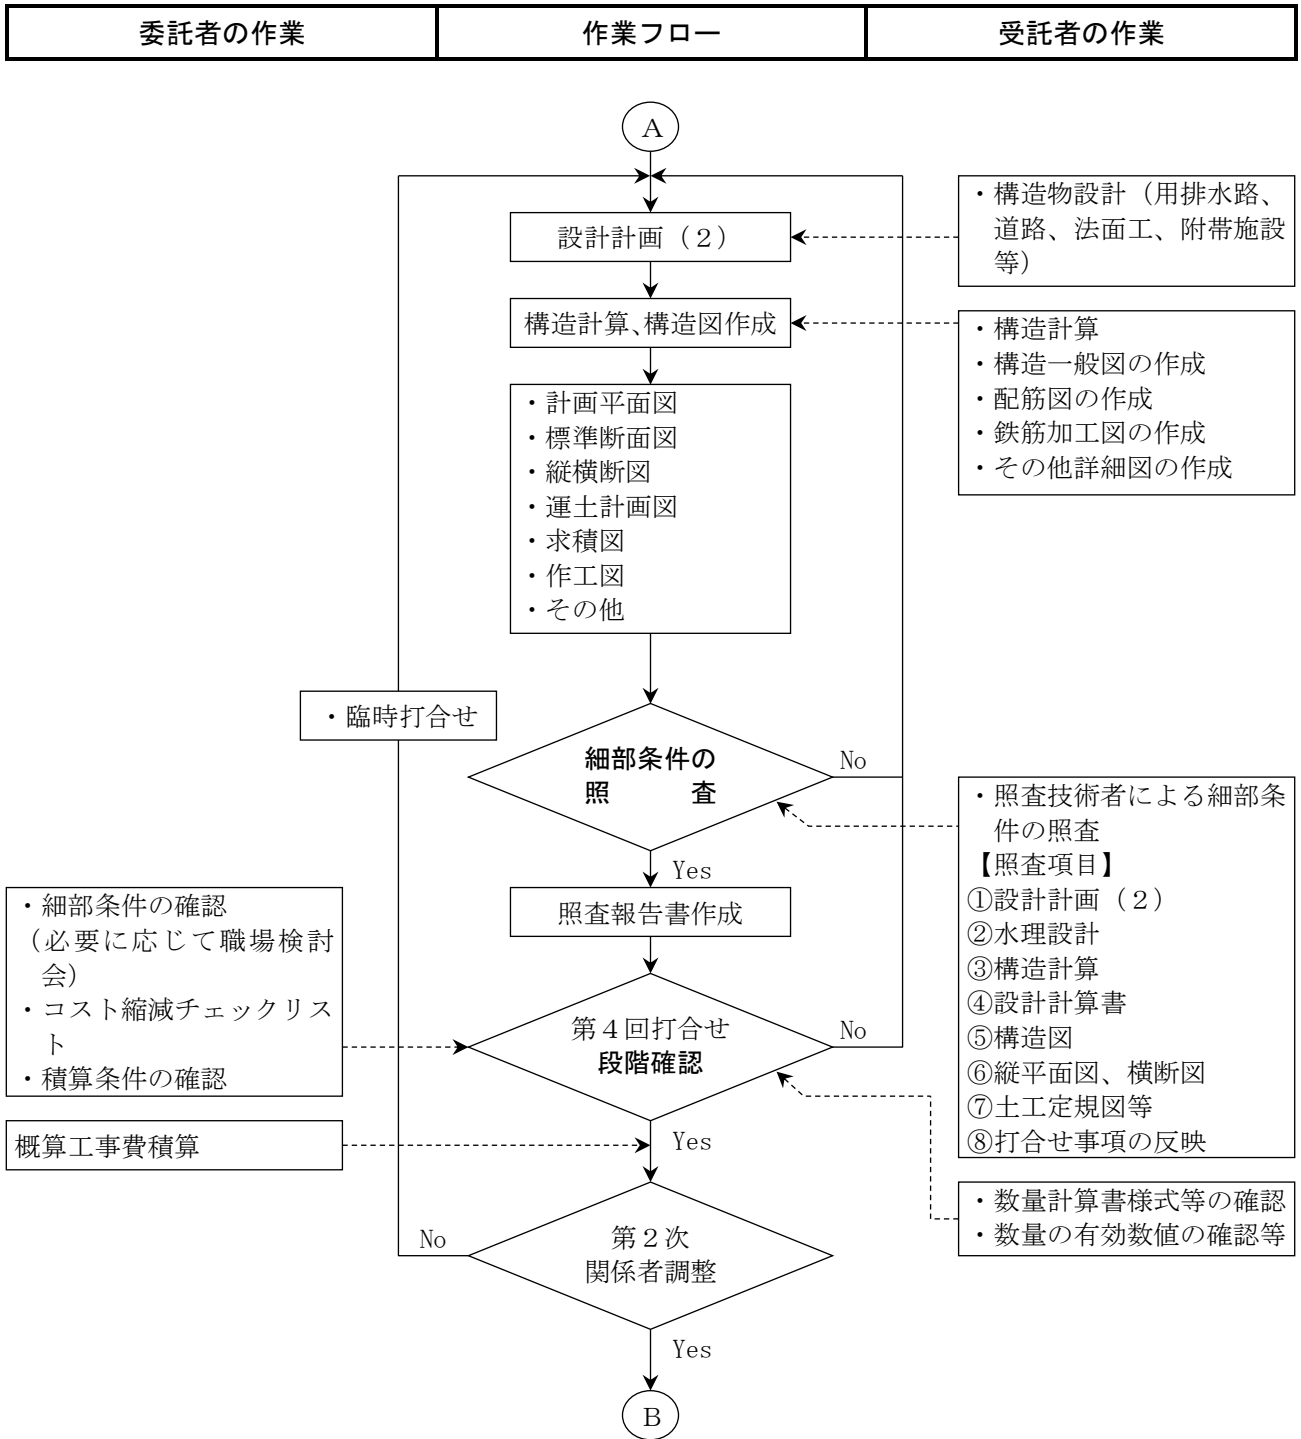 委託者の作業
作業フロー
受託者の作業
A
設計計画（２）
・構造物設計（用排水路、
道路、法面工、附帯施設
等）
構造計算、構造図作成
・構造計算
・構造一般図の作成
・配筋図の作成
・鉄筋加工図の作成
・その他詳細図の作成
・計画平面図
・標準断面図
・縦横断図
・運土計画図
・求積図
・作工図
・その他
・臨時打合せ
細部条件の
照　　査
No
・照査技術者による細部条
件の照査
【照査項目】
①設計計画（２）
②水理設計
③構造計算
④設計計算書
⑤構造図
⑥縦平面図、横断図
⑦土工定規図等
⑧打合せ事項の反映
Yes
照査報告書作成
・細部条件の確認
（必要に応じて職場検討
会）
・コスト縮減チェックリス
ト
・積算条件の確認
第４回打合せ
段階確認
No
概算工事費積算
Yes
・数量計算書様式等の確認
・数量の有効数値の確認等
No
第２次
関係者調整
Yes
B